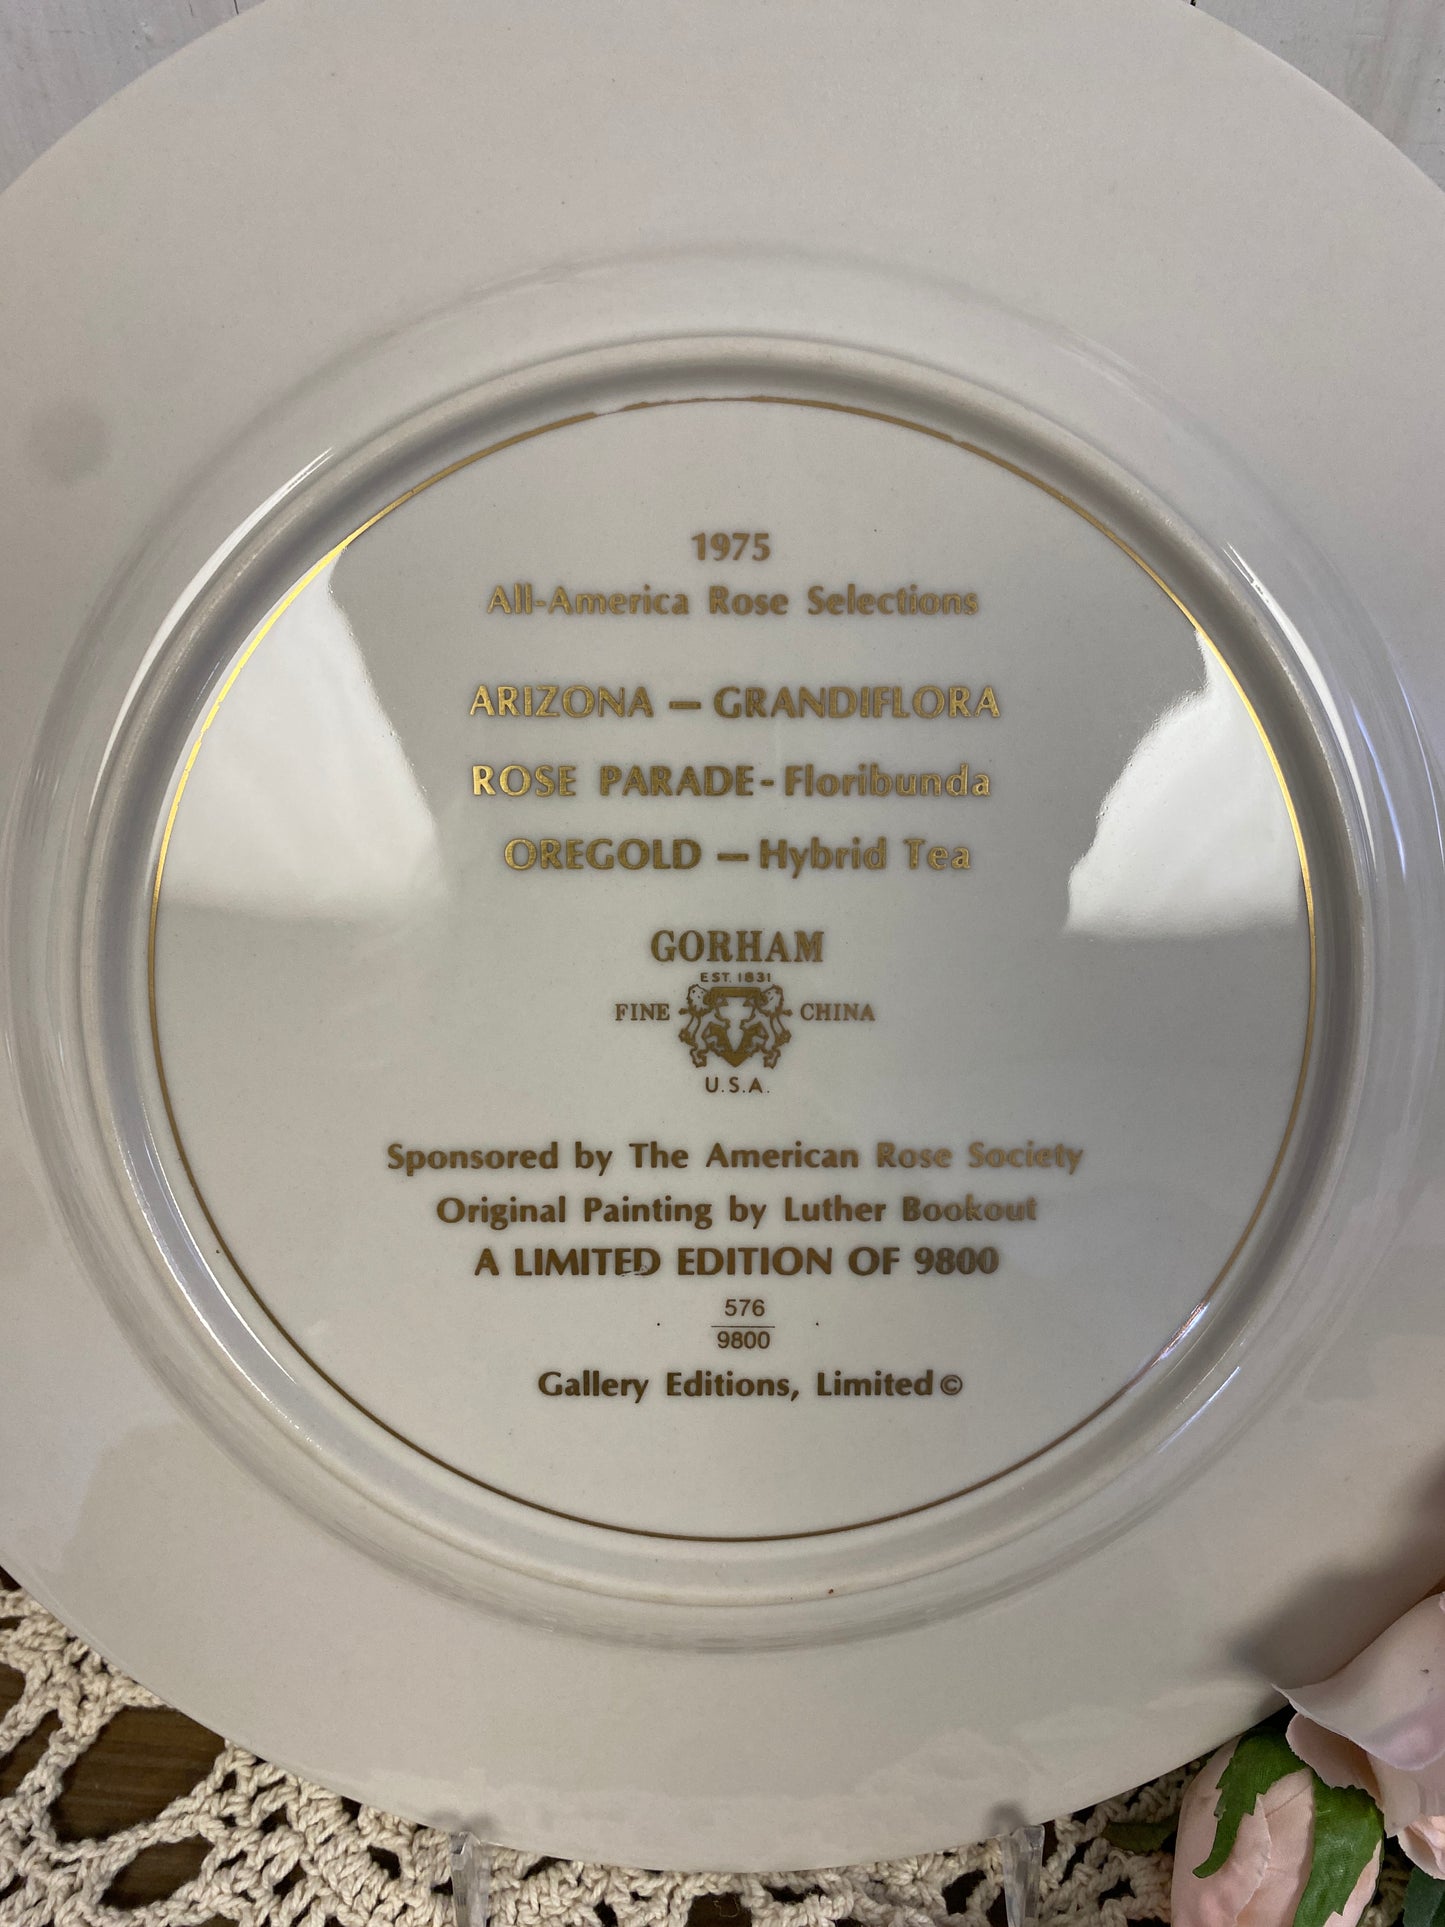 1975
All-America Rose Selections
ARIZONA — GRANDIFLORA
ROSE PARADE - Floribunda
OREGOLD — Hybrid Tea
GORHAM
EST. 1831
FINE CHINA
U.S.A.
Sponsored by The American Rose Society
Original Painting by Luther Bookout
A LIMITED EDITION OF 9800
576
9800
Gallery Editions, Limited ©